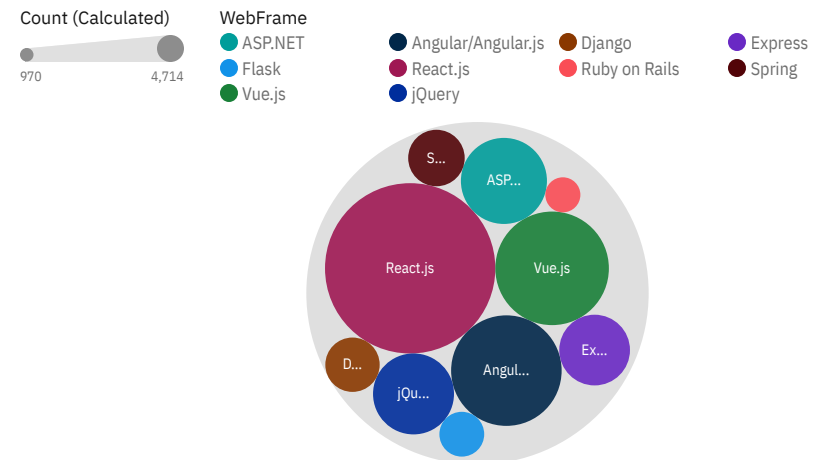 Count (Calculated)
970 4,714
WebFrame
ASP.NET Angular/Angular.js Django Express
Flask React.js Ruby on Rails Spring
Vue.js jQuery
S...
ASP...
React.js
Vue.js
Ex...
D...
Angul...
jQu...